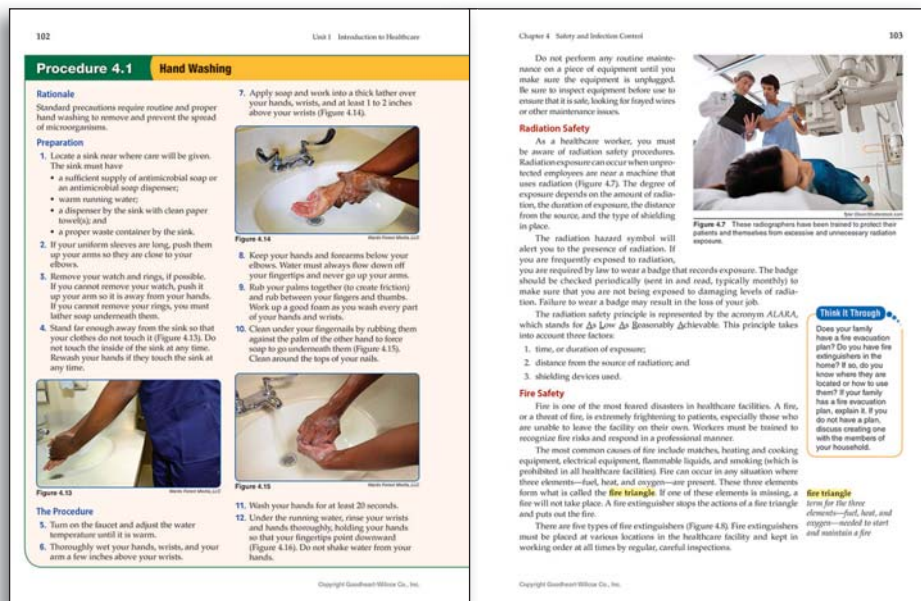 102
Unit 1 Introduction to Healthcare
Procedure 4.1
Hand Washing
Rationale
Standard precautions require routine and proper
hand washing to remove and prevent the spread
of microorganisms.
Preparation
1. Locate a sink near where care will be given.
The sink must have
• a sufficient supply of antimicrobial soap or
an antimicrobial soap dispenser;
• warm running water;
• a dispenser by the sink with clean paper
towel(s); and
• a proper waste container by the sink.
2. If your uniform sleeves are long, push them
up your arms so they are close to your
elbows.
3. Remove your watch and rings, if possible.
If you cannot remove your watch, push it
up your arm so it is away from your hands.
If you cannot remove your rings, you must
lather soap underneath them.
4. Stand far enough away from the sink so that
your clothes do not touch it (Figure 4.13). Do
not touch the inside of the sink at any time.
Rewash your hands if they touch the sink at
any time.
Figure 4.13
The Procedure
5. Turn on the faucet and adjust the water
temperature until it is warm.
6. Thoroughly wet your hands, wrists, and your
arm a few inches above your wrists.
7. Apply soap and work into a thick lather over
your hands, wrists, and at least 1 to 2 inches
above your wrists (Figure 4.14).
Figure 4.14
8. Keep your hands and forearms below your
elbows. Water must always flow down off
your fingertips and never go up your arms.
9. Rub your palms together (to create friction)
and rub between your fingers and thumbs.
Work up a good foam as you wash every part
of your hands and wrists.
10. Clean under your fingernails by rubbing them
against the palm of the other hand to force
soap to go underneath them (Figure 4.15).
Clean around the tops of your nails.
Figure 4.15
11. Wash your hands for at least 20 seconds.
12. Under the running water, rinse your wrists
and hands thoroughly, holding your hands
so that your fingertips point downward
(Figure 4.16). Do not shake water from your
hands.
Copyright Goodheart-Willcox Co., Inc.
Chapter 4 Safety and Infection Control
103
Do not perform any routine mainte-
nance on a piece of equipment until you
make sure the equipment is unplugged.
Be sure to inspect equipment before use to
ensure that it is safe, looking for frayed wires
or other maintenance issues.
Radiation Safety
As a healthcare worker, you must
be aware of radiation safety procedures.
Radiation exposure can occur when unpro-
tected employees are near a machine that
uses radiation (Figure 4.7). The degree of
exposure depends on the amount of radia-
tion, the duration of exposure, the distance
from the source, and the type of shielding
in place.
The radiation hazard symbol will
alert you to the presence of radiation. If
you are frequently exposed to radiation,
you are required by law to wear a badge that records exposure. The badge
should be checked periodically (sent in and read, typically monthly) to
make sure that you are not being exposed to damaging levels of radia-
tion. Failure to wear a badge may result in the loss of your job.
The radiation safety principle is represented by the acronym ALARA,
which stands for As Low As Reasonably Achievable. This principle takes
into account three factors:
1. time, or duration of exposure;
2. distance from the source of radiation; and
3. shielding devices used.
Fire Safety
Fire is one of the most feared disasters in healthcare facilities. A fire,
or a threat of fire, is extremely frightening to patients, especially those who
are unable to leave the facility on their own. Workers must be trained to
recognize fire risks and respond in a professional manner.
The most common causes of fire include matches, heating and cooking
equipment, electrical equipment, flammable liquids, and smoking (which is
prohibited in all healthcare facilities). Fire can occur in any situation where
three elements—fuel, heat, and oxygen—are present. These three elements
form what is called the fire triangle. If one of these elements is missing, a
fire will not take place. A fire extinguisher stops the actions of a fire triangle
and puts out the fire.
There are five types of fire extinguishers (Figure 4.8). Fire extinguishers
must be placed at various locations in the healthcare facility and kept in
working order at all times by regular, careful inspections.
Figure 4.7 These radiographers have been trained to protect their
patients and themselves from excessive and unnecessary radiation
exposure.
Think It Through
Does your family
have a fire evacuation
plan? Do you have fire
extinguishers in the
home? If so, do you
know where they are
located or how to use
them? If your family
has a fire evacuation
plan, explain it. If you
do not have a plan,
discuss creating one
with the members of
your household.
fire triangle
term for the three
elements—fuel, heat, and
oxygen—needed to start
and maintain a fire
Copyright Goodheart-Willcox Co., Inc.